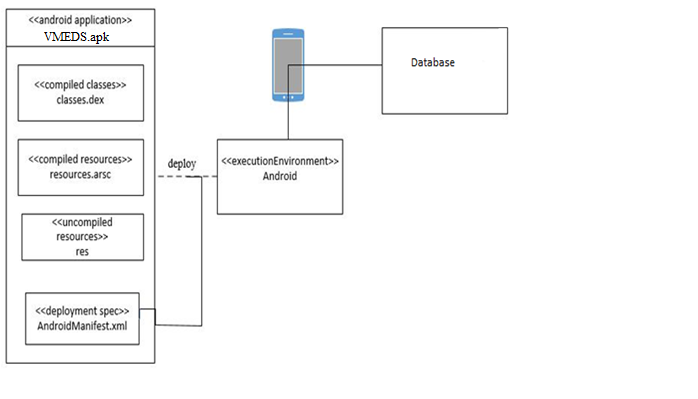 <<android application>>
VMEDS.apk
<<compiled classes>>
classes.dex
<<compiled resources>>
resources.arsc
<<uncompiled
resources>>
res
<<deployment spec>>
AndroidManifest.xml
deploy
<<executionEnvironment>>
Android
Database